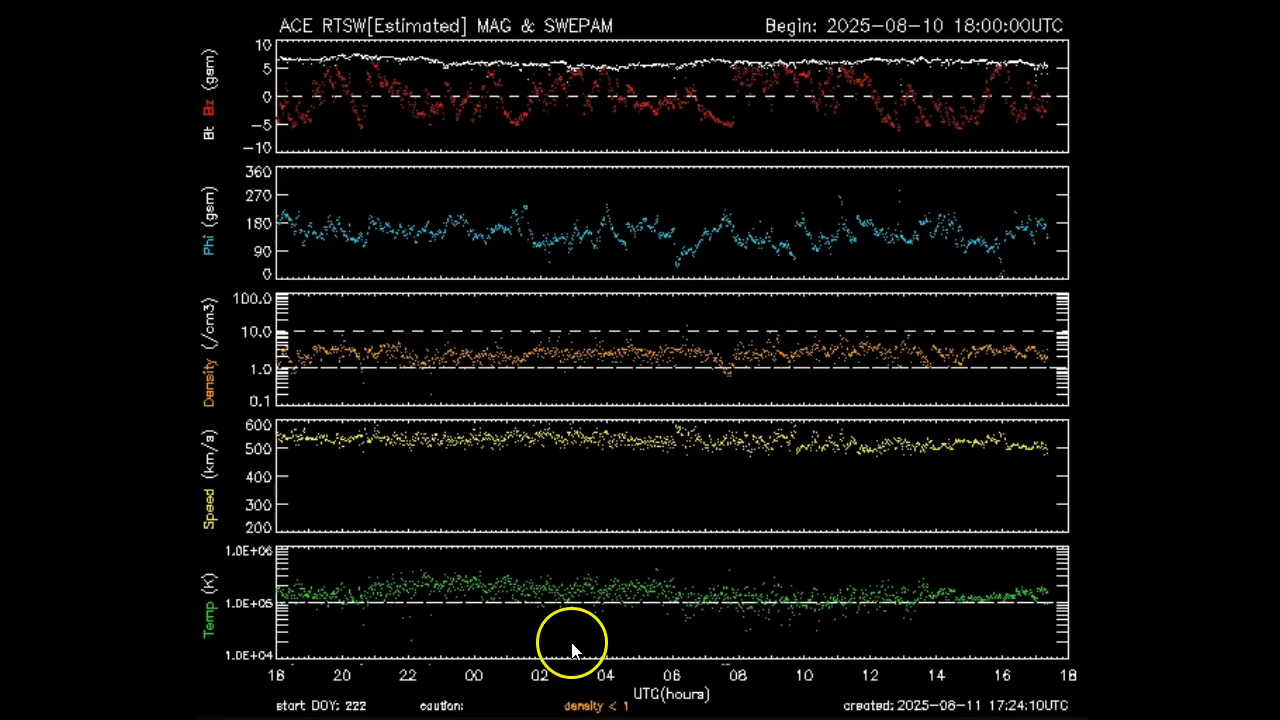 ACE RTSW[Estimated] MAG & SWEPAM Begin: 2025-08-10 18:00:00UTC
Bt Bz (gsm)
10
5
0
-5
-10
Phi (gsm)
360
270
180
90
0
Density (/cm3)
100.0
10.0
1.0
0.1
Speed (km/s)
600
500
400
300
200
Temp (K)
1.0E+06
1.0E+05
1.0E+04
18 20 22 00 02 04 06 08 10 12 14 16 18
UTC(hours)
start DOY: 222 caution: density < 1 created: 2025-08-11 17:24:10UTC